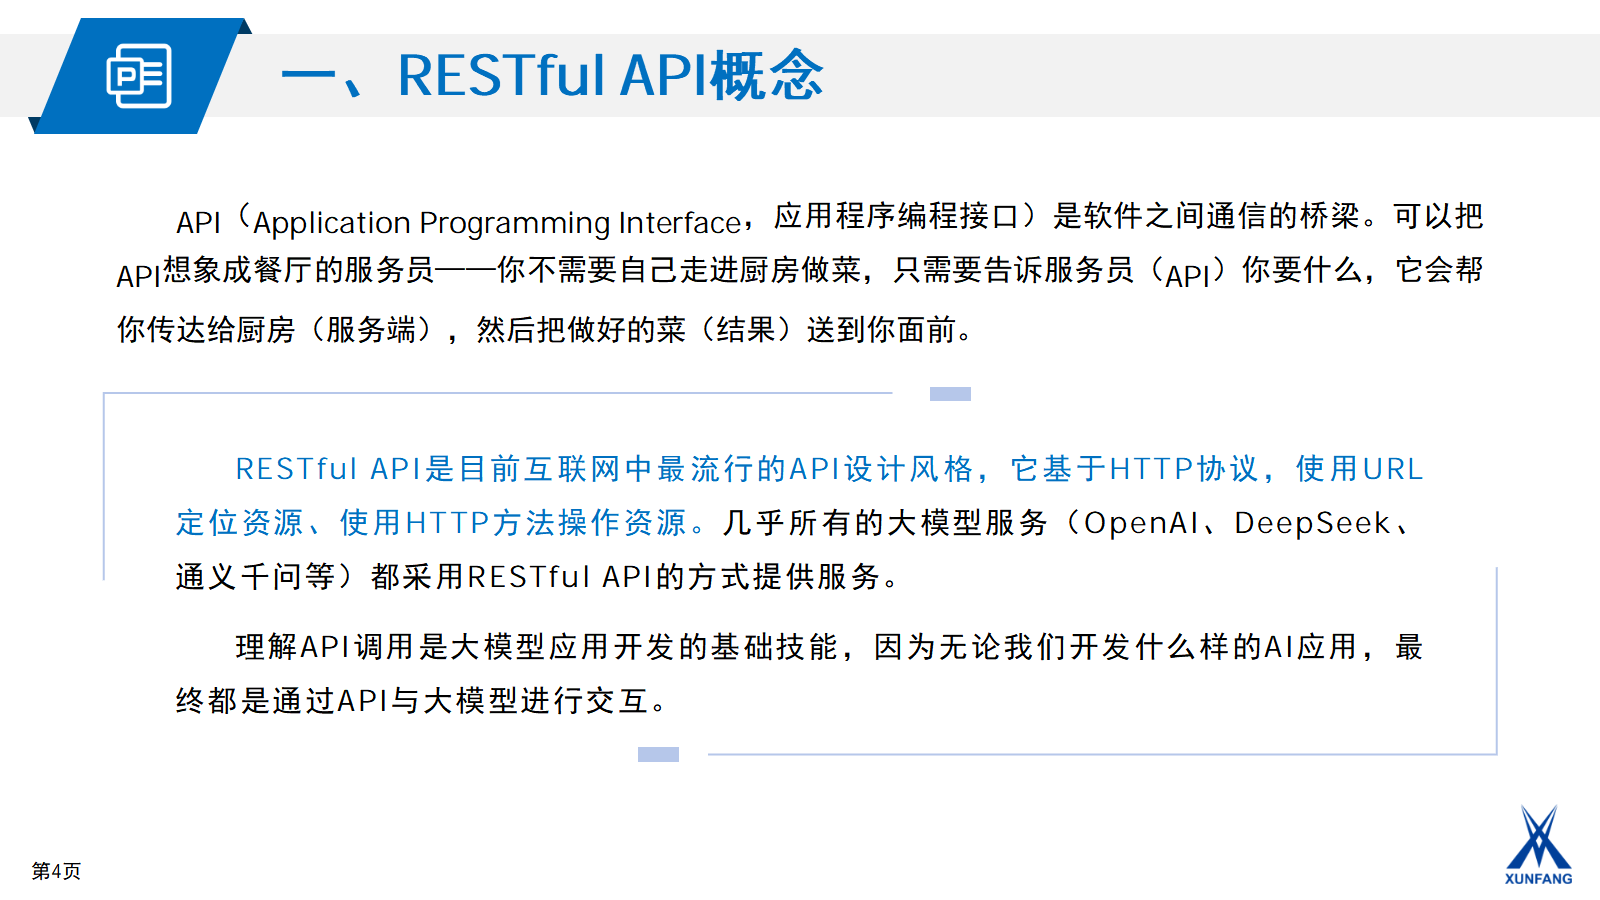 一、RESTful API概念
API（Application Programming Interface，应用程序编程接口）是软件之间通信的桥梁。可以把
API想象成餐厅的服务员——你不需要自己走进厨房做菜，只需要告诉服务员（API）你要什么，它会帮
你传达给厨房（服务端），然后把做好的菜（结果）送到你面前。
RESTful API是目前互联网中最流行的API设计风格，它基于HTTP协议，使用URL
定位资源、使用HTTP方法操作资源。几乎所有的大模型服务（OpenAI、DeepSeek、
通义千问等）都采用RESTful API的方式提供服务。
理解API调用是大模型应用开发的基础技能，因为无论我们开发什么样的AI应用，最
终都是通过API与大模型进行交互。
第4页
XUNFANG